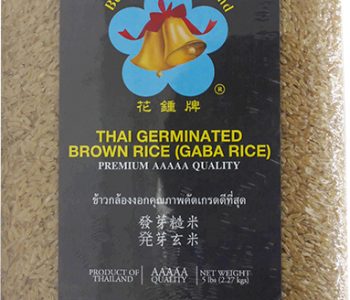 ®
花鐘牌
THAI GERMINATED
BROWN RICE (GABA RICE)
PREMIUM AAAAA QUALITY
ข้าวกล้องงอกคุณภาพคัดเกรดดีที่สุด
發芽糙米
発芽玄米
PRODUCT OF THAILAND
AAAAA QUALITY
NET WEIGHT 5 lbs (2.27 kgs)